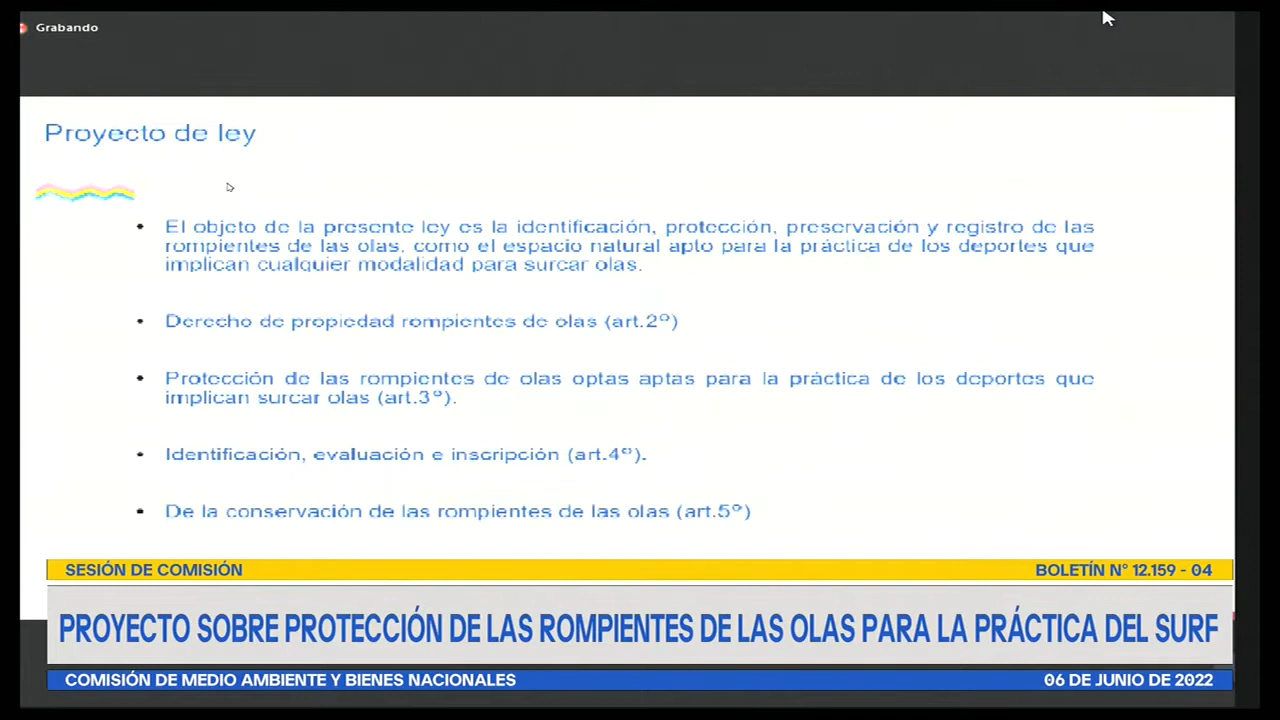 Grabando
Proyecto de ley
• El objeto de la presente ley es la identificación, protección, preservación y registro de las
rompientes de las olas, como el espacio natural apto para la práctica de los deportes que
implican cualquier modalidad para surcar olas.
• Derecho de propiedad rompientes de olas (art.2º)
• Protección de las rompientes de olas optas aptas para la práctica de los deportes que
implican surcar olas (art.3º).
• Identificación, evaluación e inscripción (art.4º).
• De la conservación de las rompientes de las olas (art.5º)
SESIÓN DE COMISIÓN
BOLETÍN N° 12.159 - 04
PROYECTO SOBRE PROTECCIÓN DE LAS ROMPIENTES DE LAS OLAS PARA LA PRÁCTICA DEL SURF
COMISIÓN DE MEDIO AMBIENTE Y BIENES NACIONALES
06 DE JUNIO DE 2022